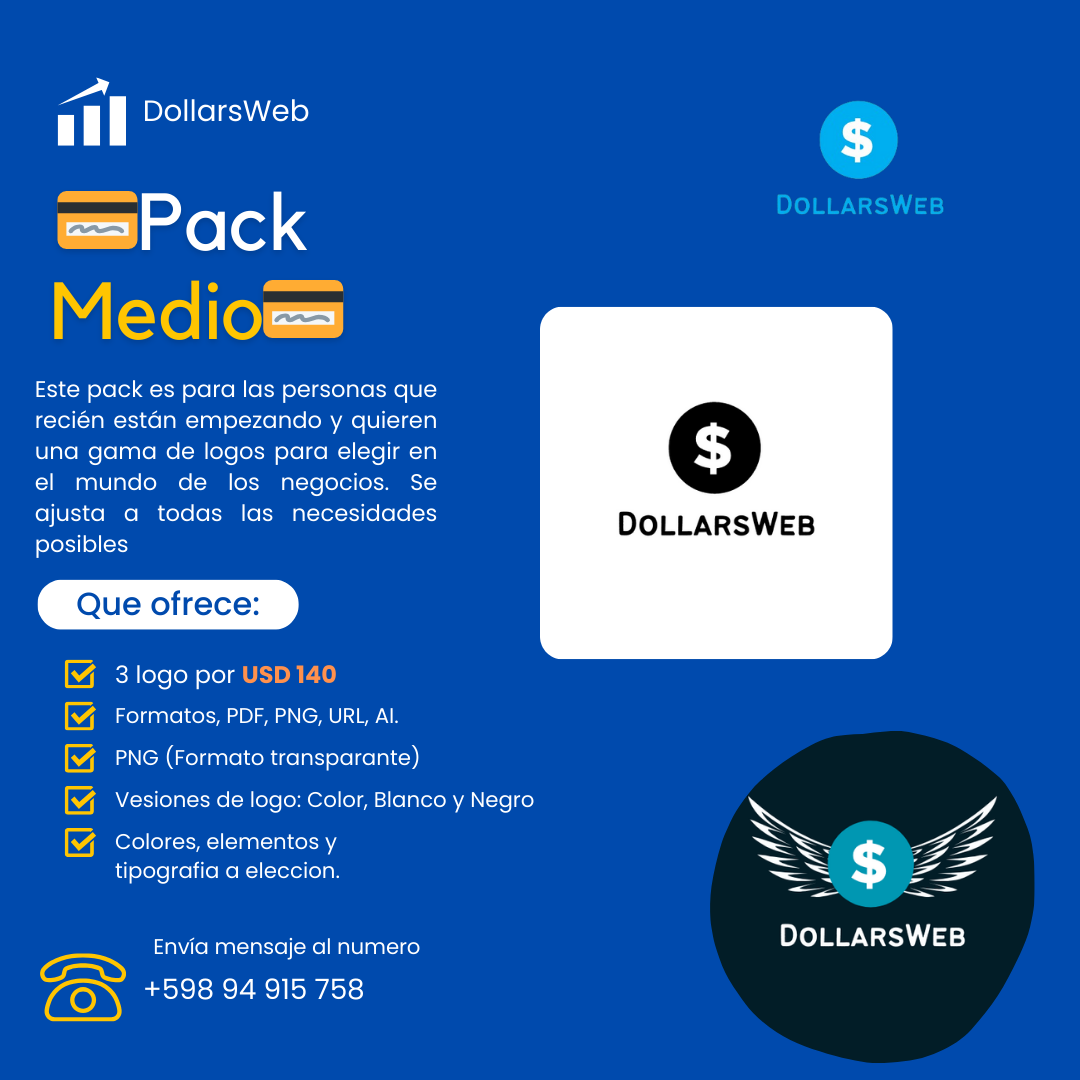 DollarsWeb
Pack
Medio
Este pack es para las personas que
recién están empezando y quieren
una gama de logos para elegir en
el mundo de los negocios. Se
ajusta a todas las necesidades
posibles
Que ofrece:
3 logo por USD 140
Formatos, PDF, PNG, URL, AI.
PNG (Formato transparante)
Vesiones de logo: Color, Blanco y Negro
Colores, elementos y
tipografia a eleccion.
Envía mensaje al numero
+598 94 915 758
$
DOLLARSWEB
$
DOLLARSWEB
$
DOLLARSWEB